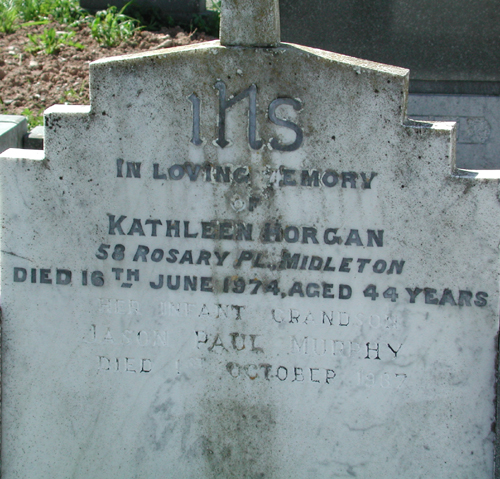 IHS
IN LOVING MEMORY
OF
KATHLEEN HORGAN
58 ROSARY PL. MIDLETON
DIED 16TH JUNE 1974, AGED 44 YEARS
HER INFANT GRANDSON
PAUL MURPHY
DIED OCTOBER